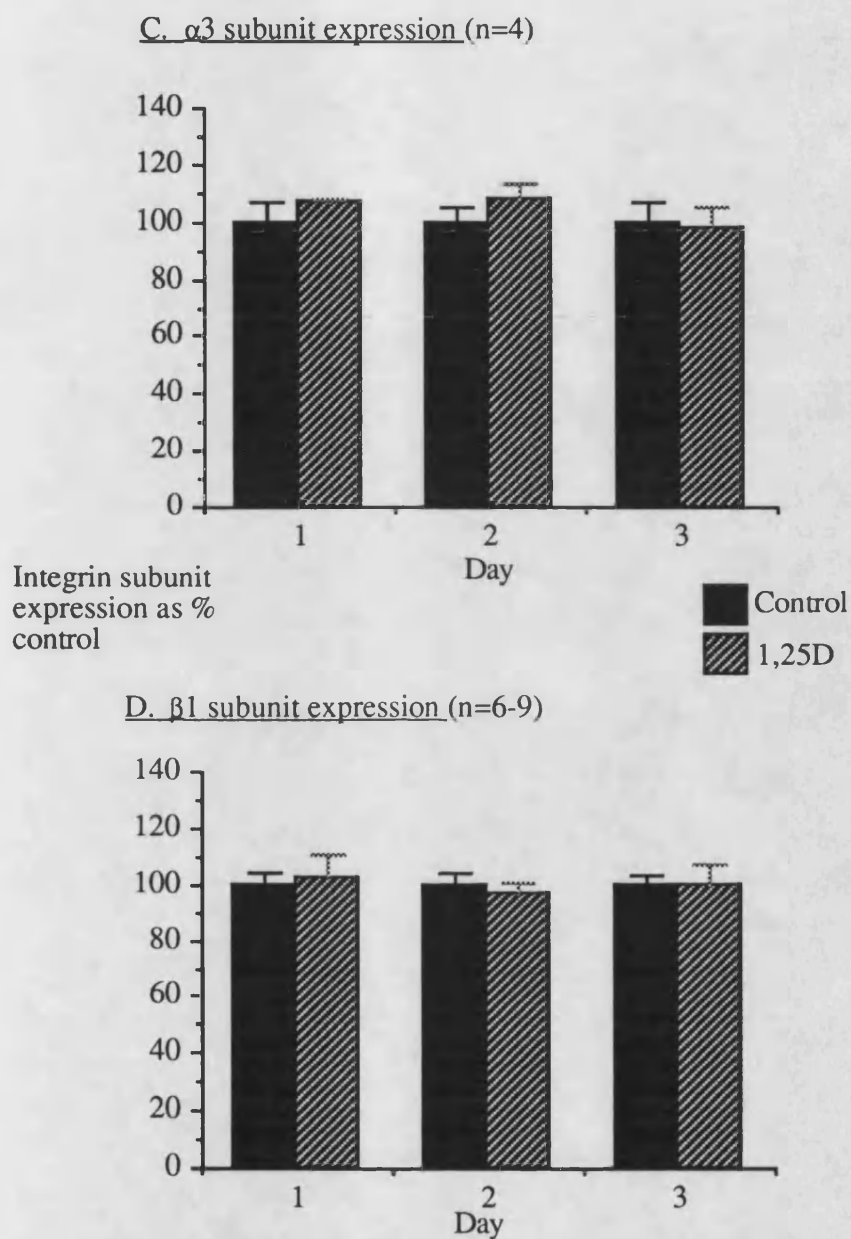 C. α3 subunit expression (n=4)
140
120
100
80
60
40
20
0
1 2 3
Day
Integrin subunit
expression as %
control
Control
1,25D
D. β1 subunit expression (n=6-9)
140
120
100
80
60
40
20
0
1 2 3
Day